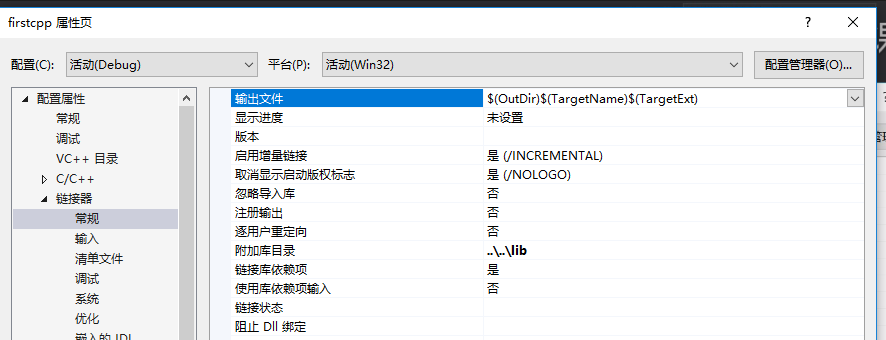 firstcpp 属性页
配置(C): 活动(Debug) 平台(P): 活动(Win32) 配置管理器(O)...
配置属性
常规
调试
VC++ 目录
C/C++
链接器
常规
输入
清单文件
调试
系统
优化
输出文件 $(OutDir)$(TargetName)$(TargetExt)
显示进度 未设置
版本
启用增量链接 是 (/INCREMENTAL)
取消显示启动版权标志 是 (/NOLOGO)
忽略导入库 否
注册输出 否
逐用户重定向 否
附加库目录 ..\..\lib
链接库依赖项 是
使用库依赖项输入 否
链接状态
阻止 Dll 绑定